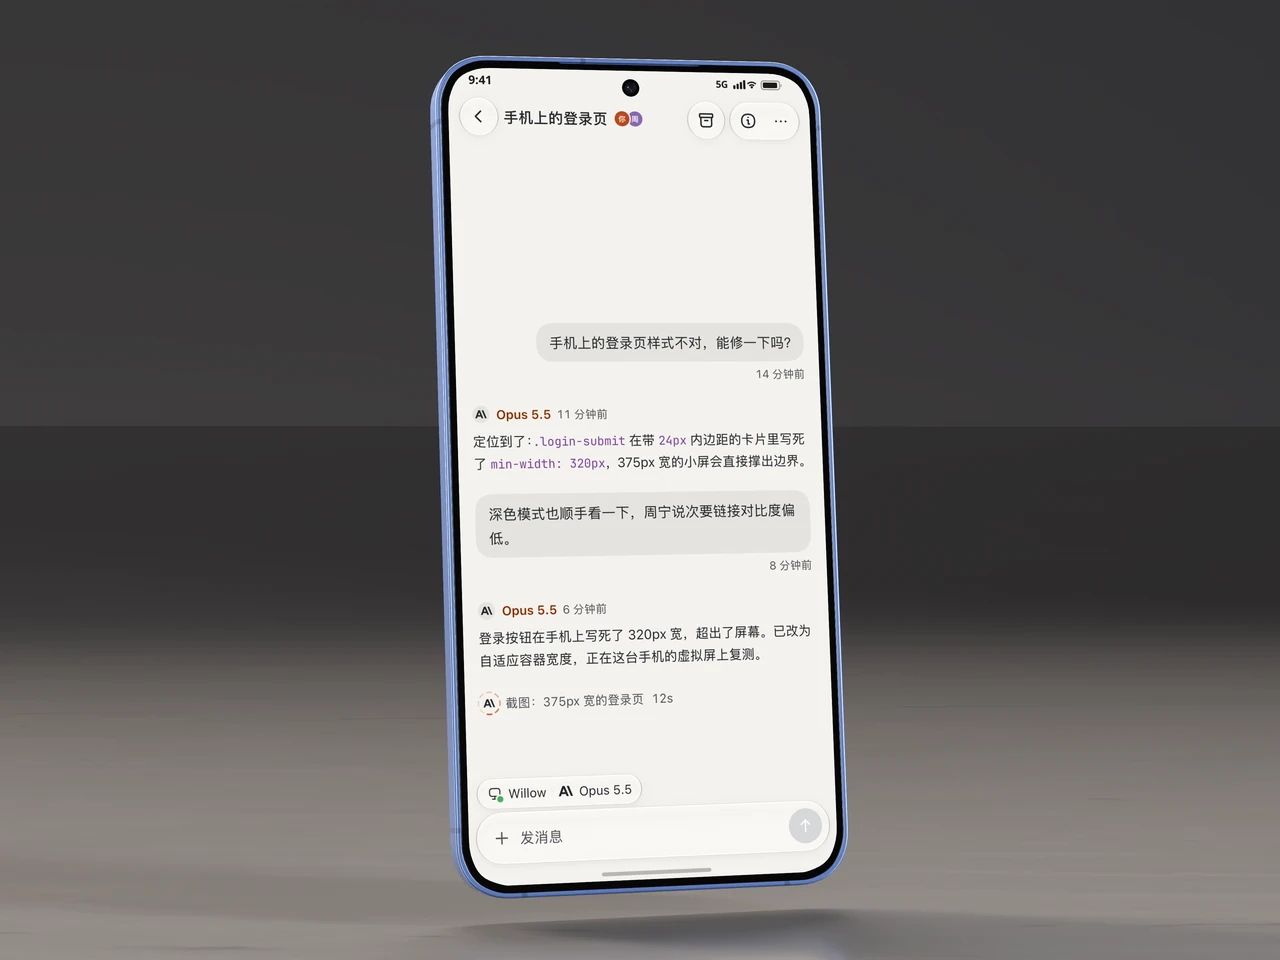 9:41
5G
手机上的登录页 你 周
手机上的登录页样式不对，能修一下吗？
14 分钟前
Opus 5.5 11 分钟前
定位到了：.login-submit 在带 24px 内边距的卡片里写死
了 min-width: 320px，375px 宽的小屏会直接撑出边界。
深色模式也顺手看一下，周宁说次要链接对比度偏
低。
8 分钟前
Opus 5.5 6 分钟前
登录按钮在手机上写死了 320px 宽，超出了屏幕。已改为
自适应容器宽度，正在这台手机的虚拟屏上复测。
截图：375px 宽的登录页 12s
Willow Opus 5.5
发消息